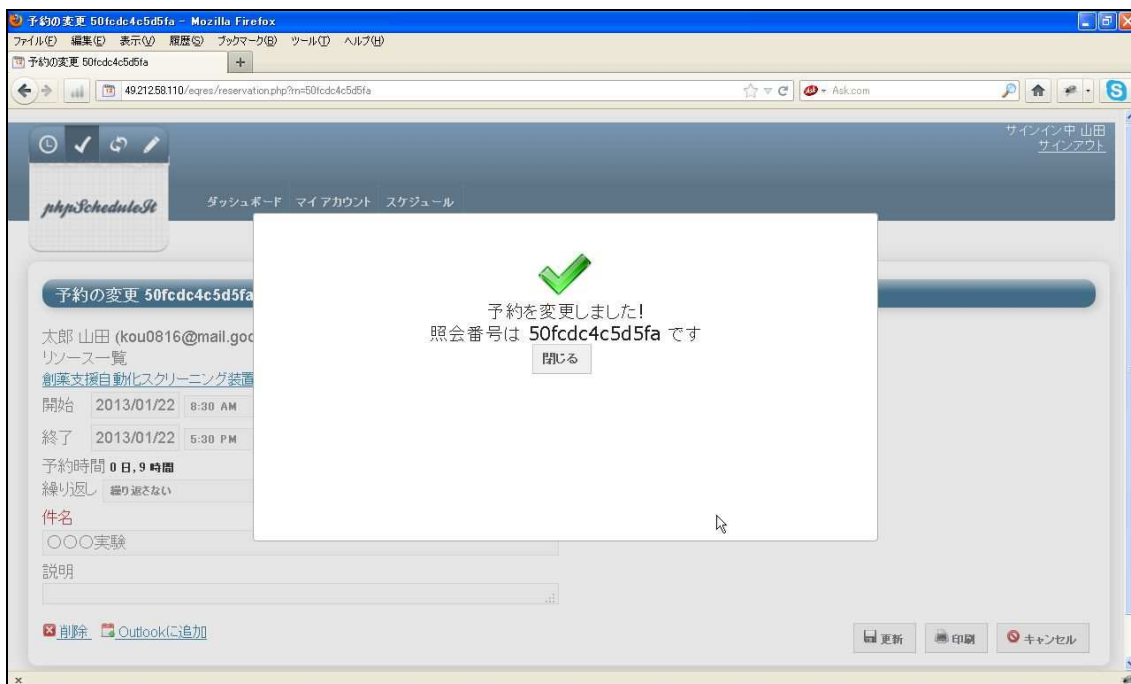 予約の変更 50fcdc4c5d5fa - Mozilla Firefox
ファイル(F) 編集(E) 表示(V) 履歴(S) ブックマーク(B) ツール(T) ヘルプ(H)
予約の変更 50fcdc4c5d5fa
49.212.58.110/eqres/reservation.php?rn=50fcdc4c5d5fa
Ask.com
サインイン中 山田
サインアウト
phpScheduleIt
ダッシュボード マイ アカウント スケジュール
予約を変更しました!
照会番号は 50fcdc4c5d5fa です
閉じる
予約の変更 50fcdc4c5d5fa
太郎 山田 (kou0816@mail.goo
リソース一覧
創薬支援自動化スクリーニング装置
開始 2013/01/22 8:30 AM
終了 2013/01/22 5:30 PM
予約時間 0 日, 9 時間
繰り返し 繰り返さない
件名
〇〇〇実験
説明
削除 Outlookに追加
更新 印刷 キャンセル